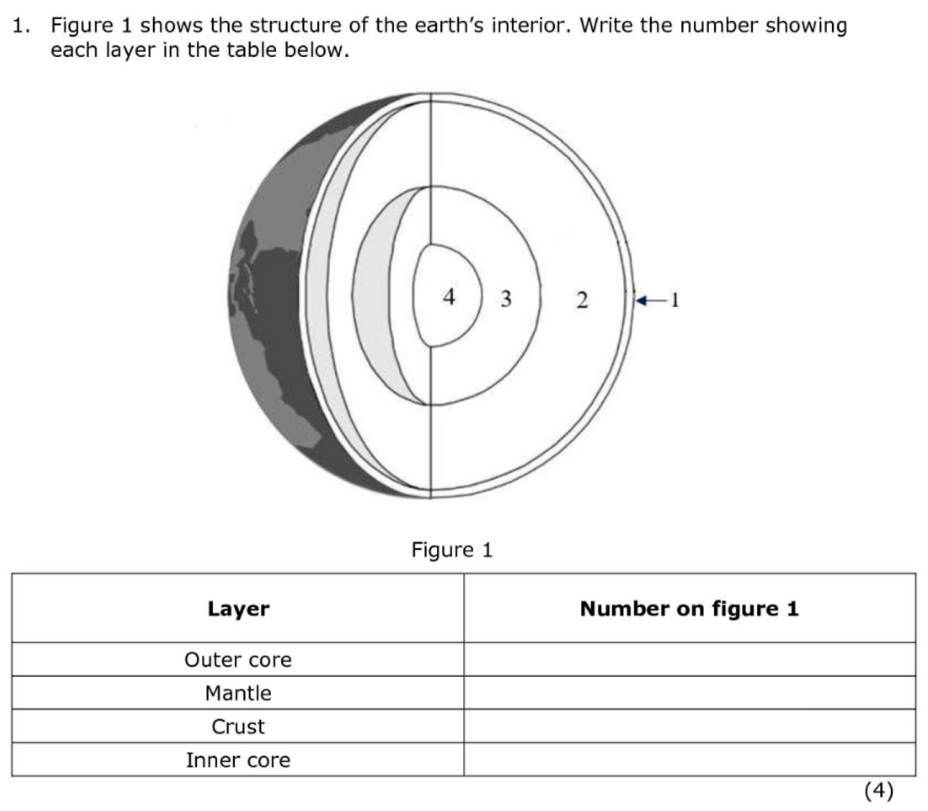 1. Figure 1 shows the structure of the earth's interior. Write the number showing
each layer in the table below.
4 3 2 1
Figure 1
Layer Number on figure 1
Outer core
Mantle
Crust
Inner core
(4)